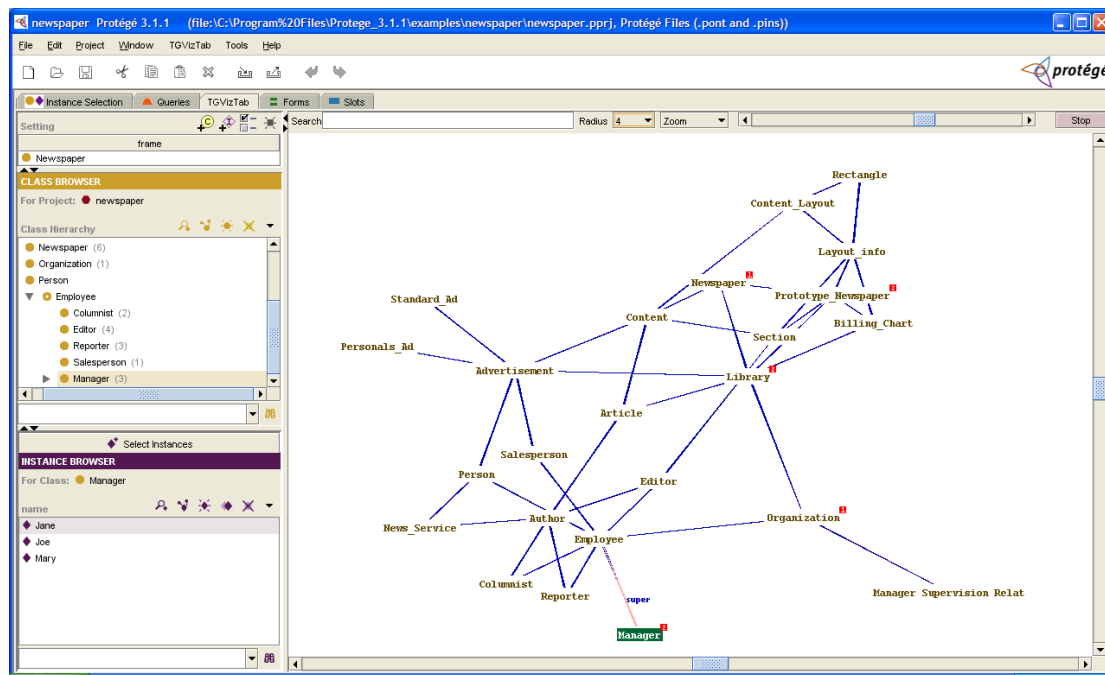 newspaper Protégé 3.1.1 (file:\C:\Program%20Files\Protege_3.1.1\examples\newspaper\newspaper.pprj, Protégé Files (.pont and .pins))
File Edit Project Window TGVizTab Tools Help
protégé
Instance Selection Queries TGVizTab Forms Slots
Setting
frame
Newspaper
CLASS BROWSER
For Project: newspaper
Class Hierarchy
Newspaper (6)
Organization (1)
Person
Employee
Columnist (2)
Editor (4)
Reporter (3)
Salesperson (1)
Manager (3)
Select Instances
INSTANCE BROWSER
For Class: Manager
name
Jane
Joe
Mary
Search Radius 4 Zoom Stop
Rectangle
Content_Layout
Layout_info
Newspaper
Prototype_Newspaper
Standard_Ad
Content
Billing_Chart
Section
Personals_Ad
Advertisement
Library
Article
Salesperson
Person
Editor
News_Service
Author
Organization
Employee
Columnist
Reporter
Manager Supervision Relat
super
Manager